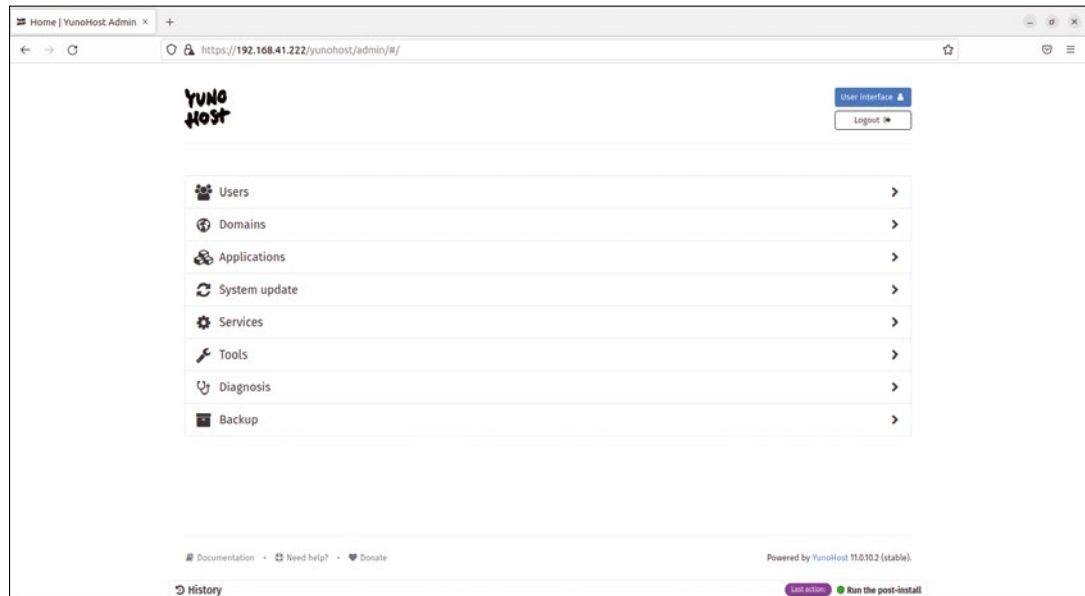 Home | YunoHost Admin
https://192.168.41.222/yunohost/admin/#/
YUNO
HOST
User interface
Logout
Users
Domains
Applications
System update
Services
Tools
Diagnosis
Backup
Documentation • Need help? • Donate
Powered by YunoHost 11.0.10.2 (stable).
History
Last action: Run the post-install